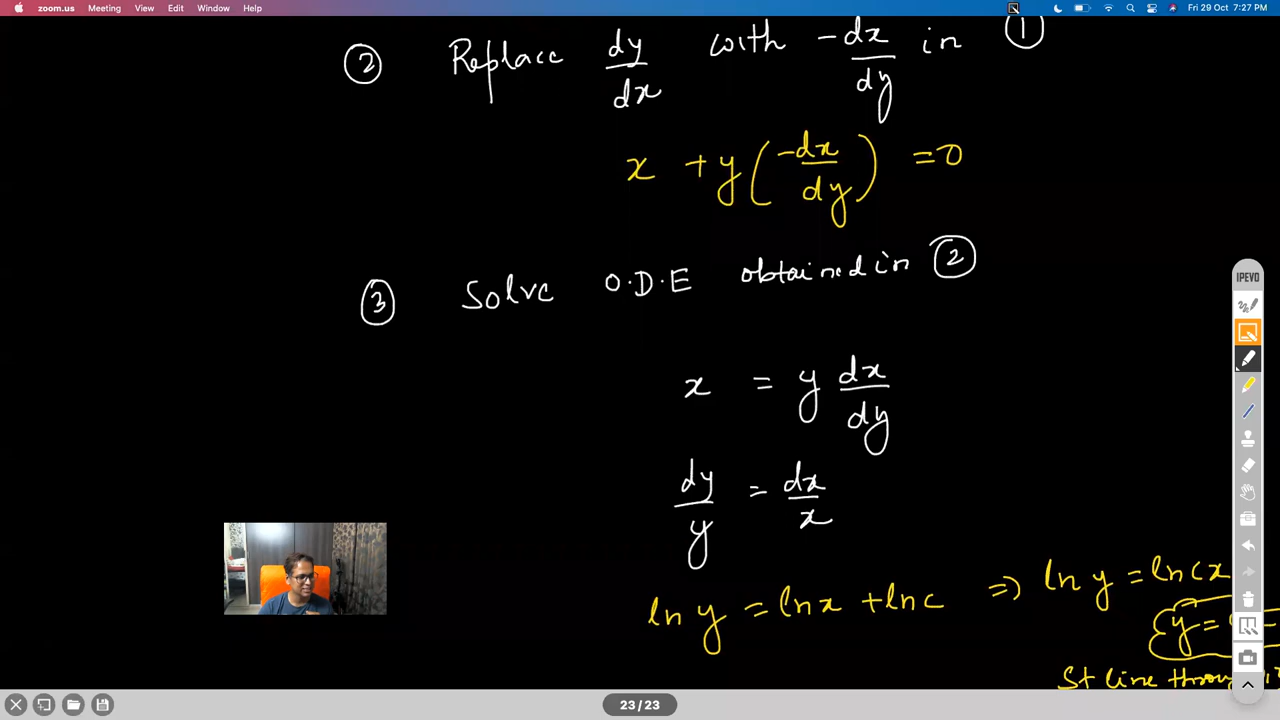 zoom.us Meeting View Edit Window Help Fri 29 Oct 7:27 PM
② Replace dy/dx with -dx/dy in ①
x + y(-dx/dy) = 0
③ Solve O.D.E obtained in ②
x = y dx/dy
dy/y = dx/x
ln y = ln x + ln c ⇒ ln y = ln cx
y =
St line through
IPEVO
23/23